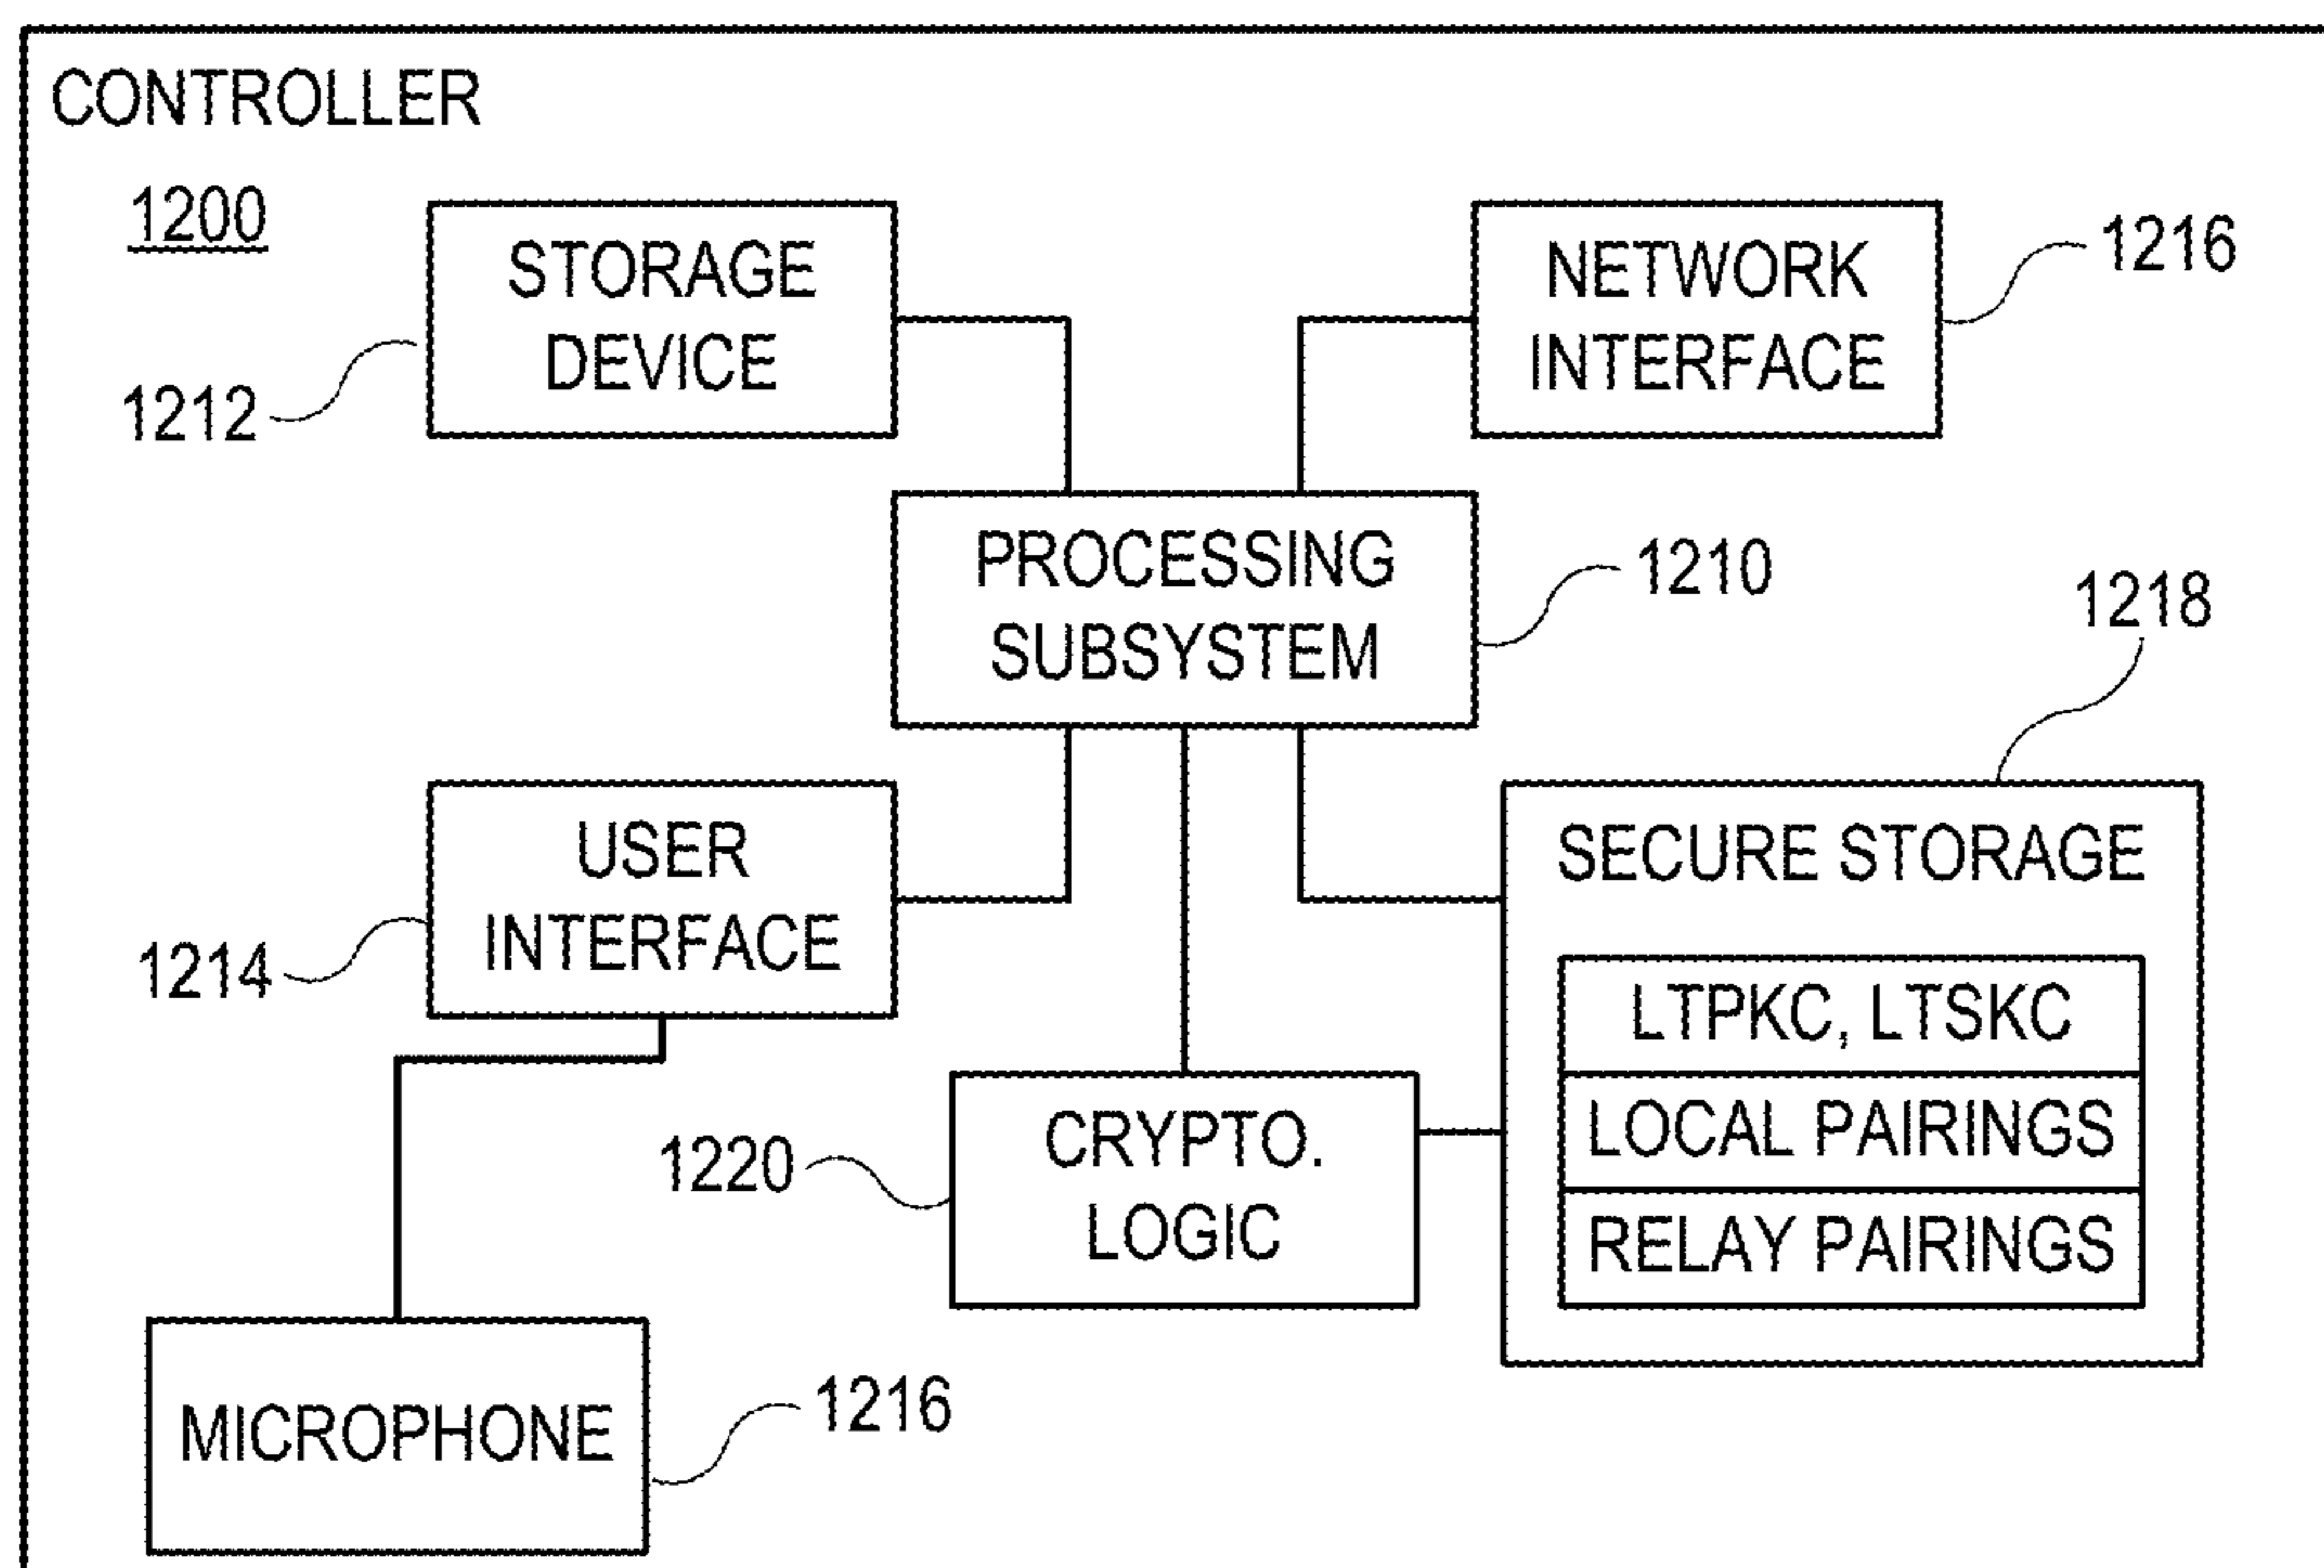 CONTROLLER
1200
STORAGE
DEVICE
1212
NETWORK
INTERFACE
1216
PROCESSING
SUBSYSTEM
1210
1218
USER
INTERFACE
1214
SECURE STORAGE
LTPKC, LTSKC
LOCAL PAIRINGS
RELAY PAIRINGS
CRYPTO.
LOGIC
1220
MICROPHONE
1216